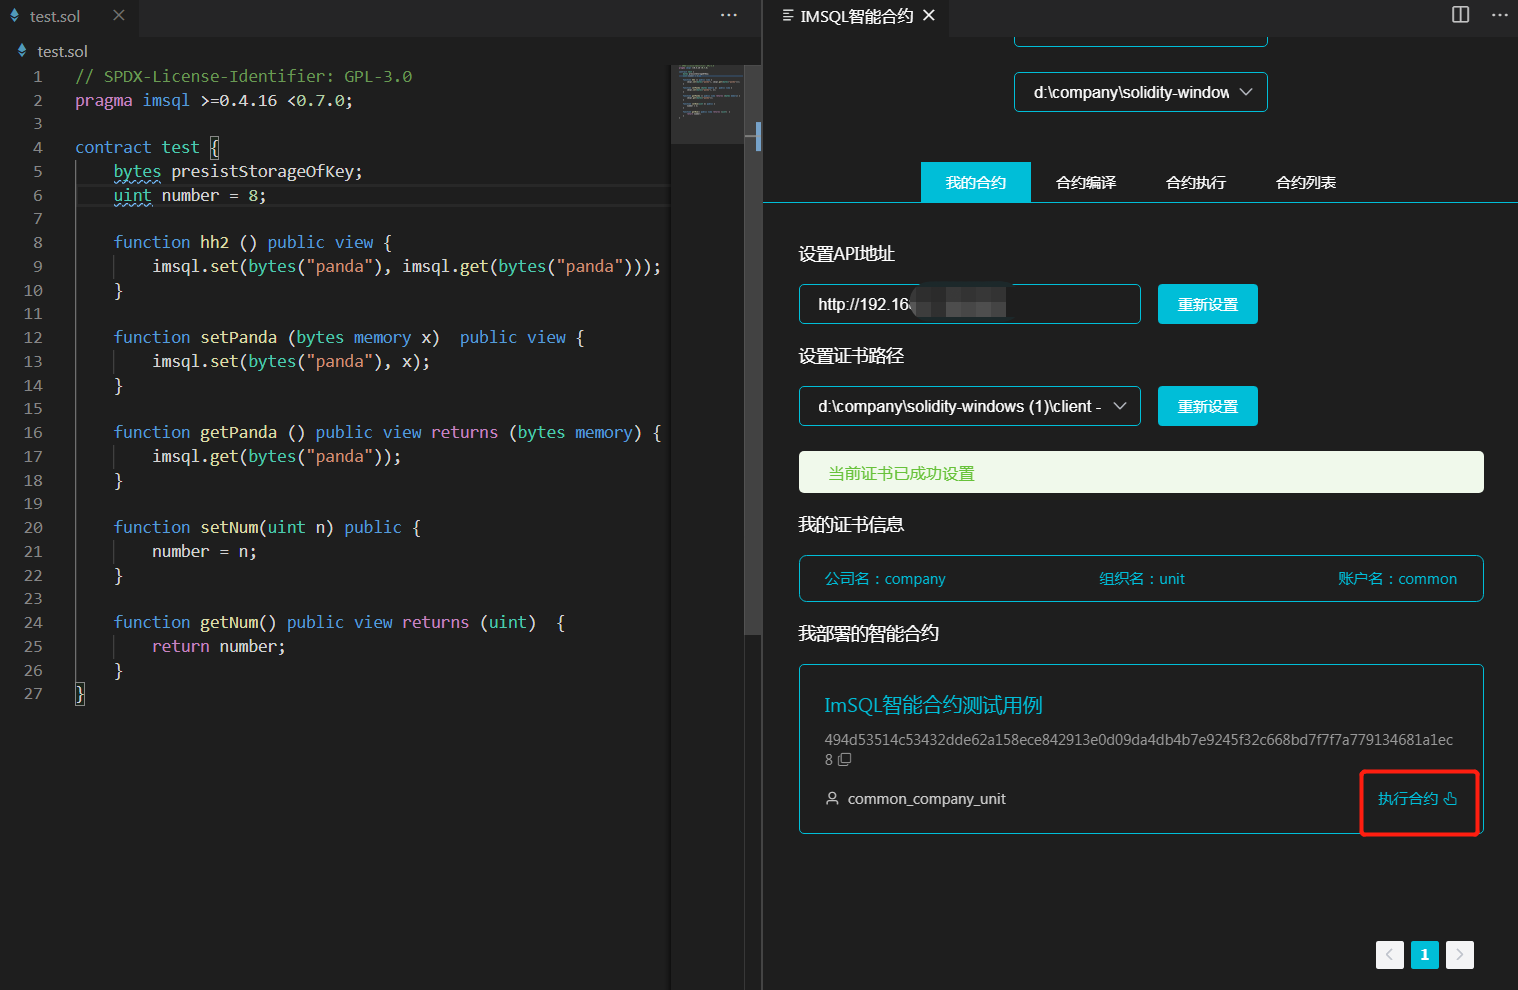 test.sol
test.sol
1 // SPDX-License-Identifier: GPL-3.0
2 pragma imsql >=0.4.16 <0.7.0;
3
4 contract test {
5 bytes presistStorageOfKey;
6 uint number = 8;
7
8 function hh2 () public view {
9 imsql.set(bytes("panda"), imsql.get(bytes("panda")));
10 }
11
12 function setPanda (bytes memory x)  public view {
13 imsql.set(bytes("panda"), x);
14 }
15
16 function getPanda () public view returns (bytes memory) {
17 imsql.get(bytes("panda"));
18 }
19
20 function setNum(uint n) public {
21 number = n;
22 }
23
24 function getNum() public view returns (uint)  {
25 return number;
26 }
27 }
IMSQL智能合约
d:\company\solidity-window
我的合约 合约编译 合约执行 合约列表
设置API地址
http://192.16 重新设置
设置证书路径
d:\company\solidity-windows (1)\client - 重新设置
当前证书已成功设置
我的证书信息
公司名：company 组织名：unit 账户名：common
我部署的智能合约
ImSQL智能合约测试用例
494d53514c53432dde62a158ece842913e0d09da4db4b7e9245f32c668bd7f7f7a779134681a1ec
8
common_company_unit 执行合约
1